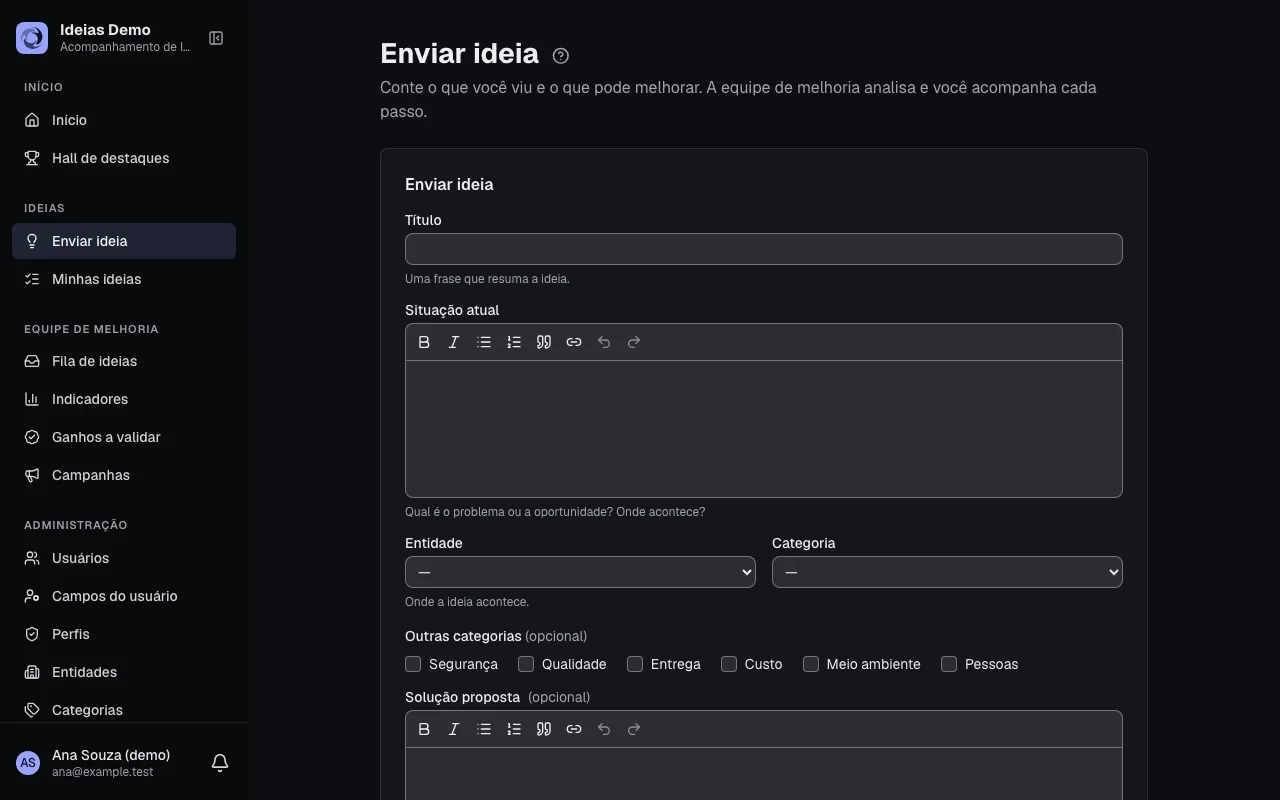 Ideias Demo
Acompanhamento de I...
INÍCIO
Início
Hall de destaques
IDEIAS
Enviar ideia
Minhas ideias
EQUIPE DE MELHORIA
Fila de ideias
Indicadores
Ganhos a validar
Campanhas
ADMINISTRAÇÃO
Usuários
Campos do usuário
Perfis
Entidades
Categorias
AS
Ana Souza (demo)
ana@example.test
Enviar ideia
Conte o que você viu e o que pode melhorar. A equipe de melhoria analisa e você acompanha cada
passo.
Enviar ideia
Título
Uma frase que resuma a ideia.
Situação atual
Qual é o problema ou a oportunidade? Onde acontece?
Entidade
Categoria
—
—
Onde a ideia acontece.
Outras categorias (opcional)
Segurança Qualidade Entrega Custo Meio ambiente Pessoas
Solução proposta (opcional)